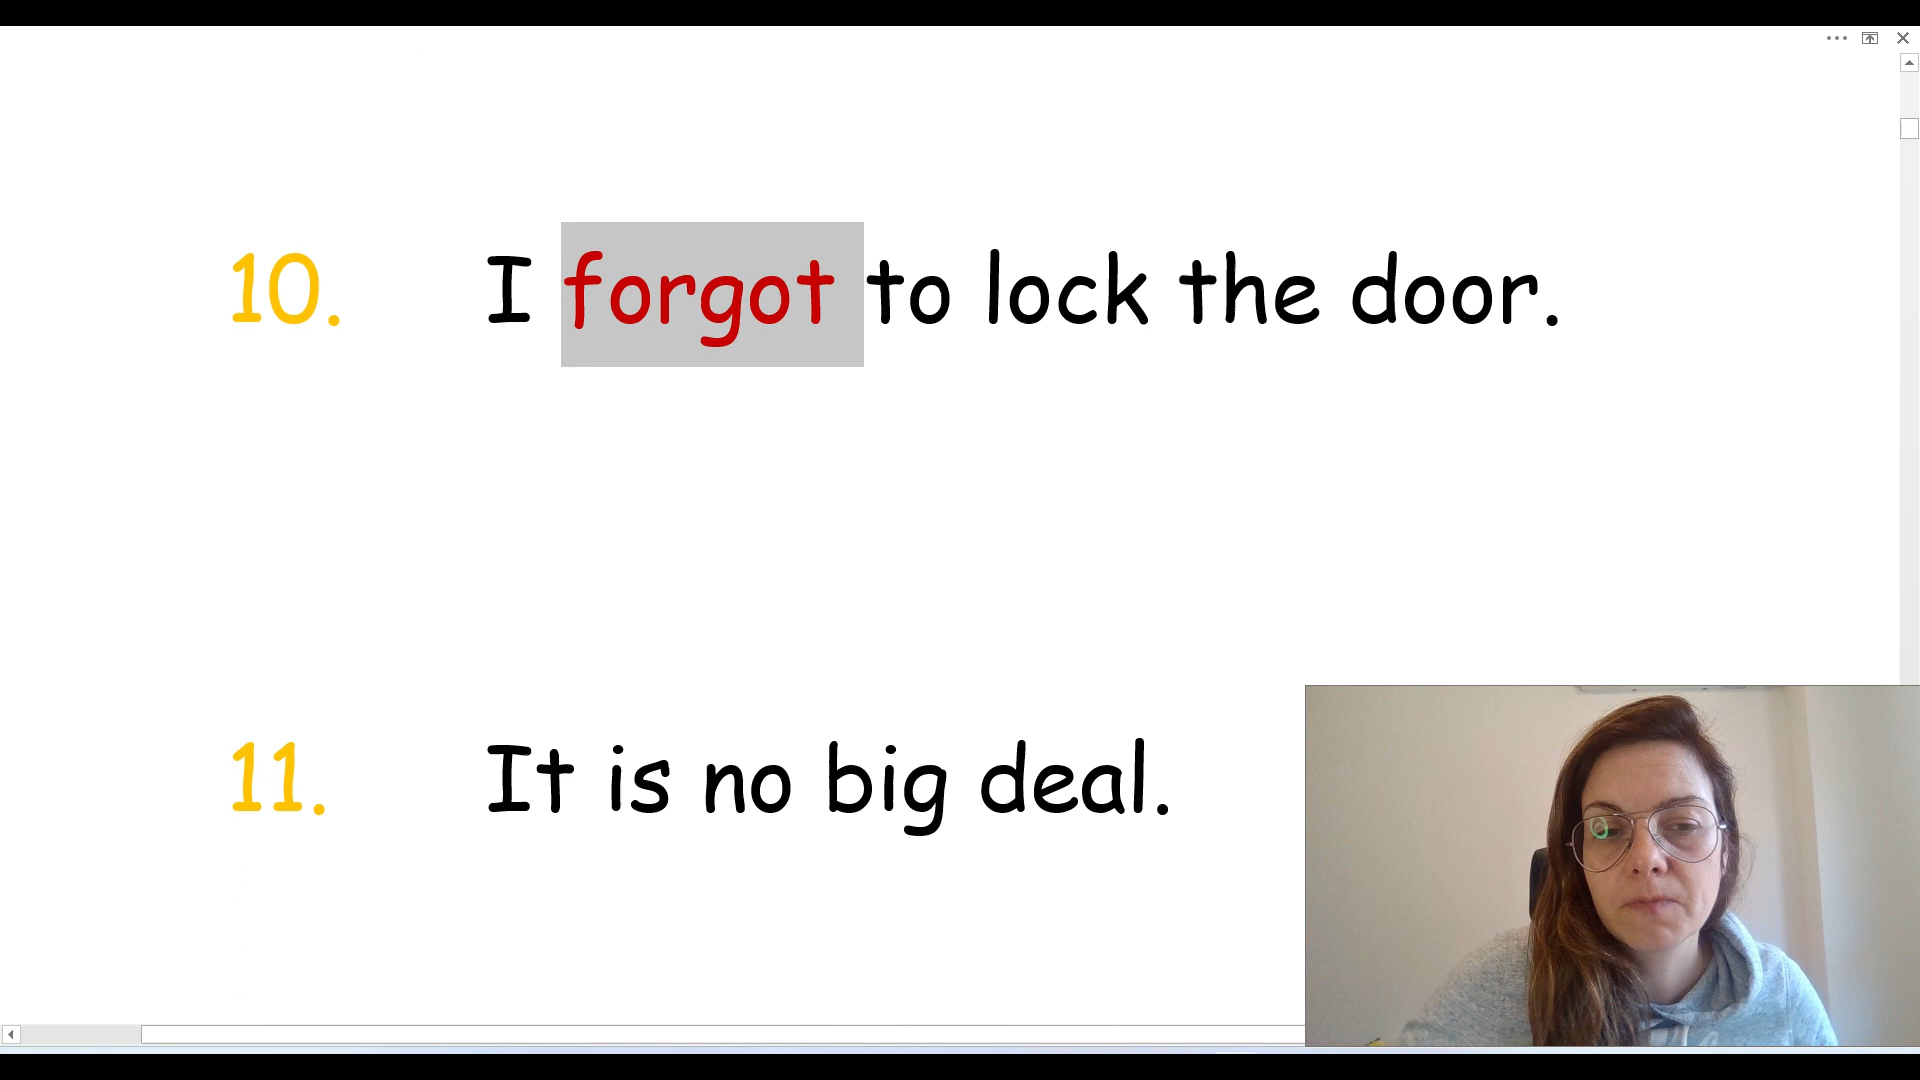 10. I forgot to lock the door.
11. It is no big deal.